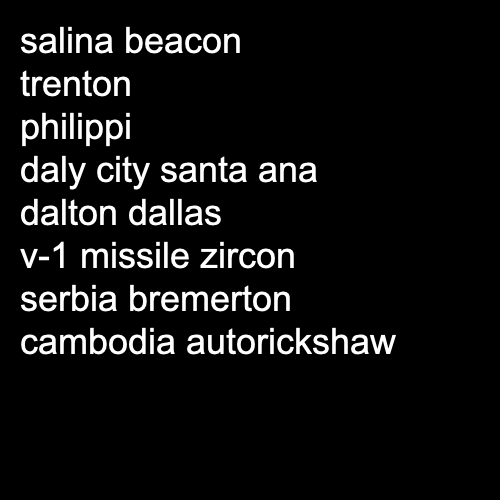 salina beacon
trenton
philippi
daly city santa ana
dalton dallas
v-1 missile zircon
serbia bremerton
cambodia autorickshaw